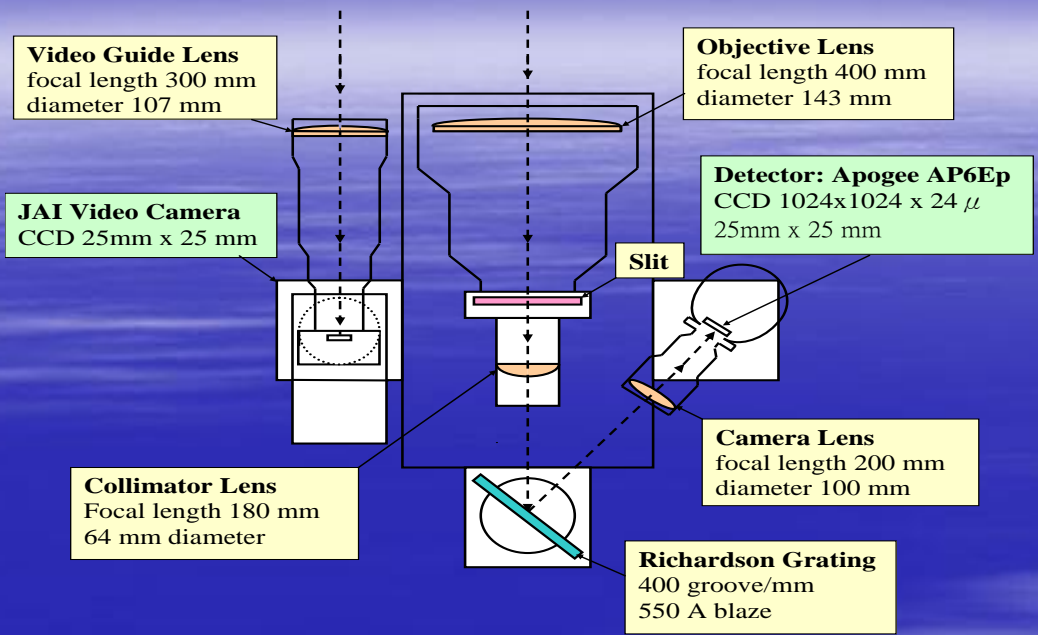 Video Guide Lens
focal length 300 mm
diameter 107 mm
Objective Lens
focal length 400 mm
diameter 143 mm
Detector: Apogee AP6Ep
CCD 1024x1024 x 24 μ
25mm x 25 mm
JAI Video Camera
CCD 25mm x 25 mm
Slit
Camera Lens
focal length 200 mm
diameter 100 mm
Collimator Lens
Focal length 180 mm
64 mm diameter
Richardson Grating
400 groove/mm
550 A blaze